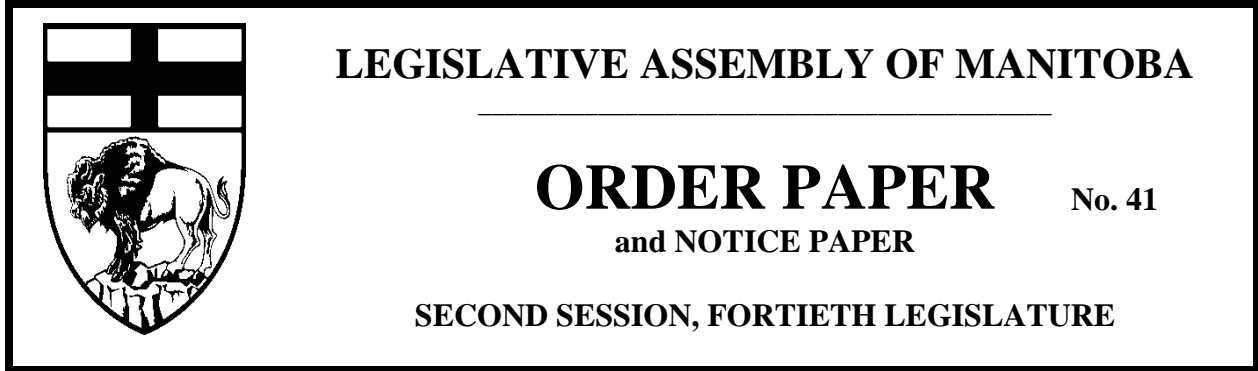 LEGISLATIVE ASSEMBLY OF MANITOBA
ORDER PAPER No. 41
and NOTICE PAPER
SECOND SESSION, FORTIETH LEGISLATURE